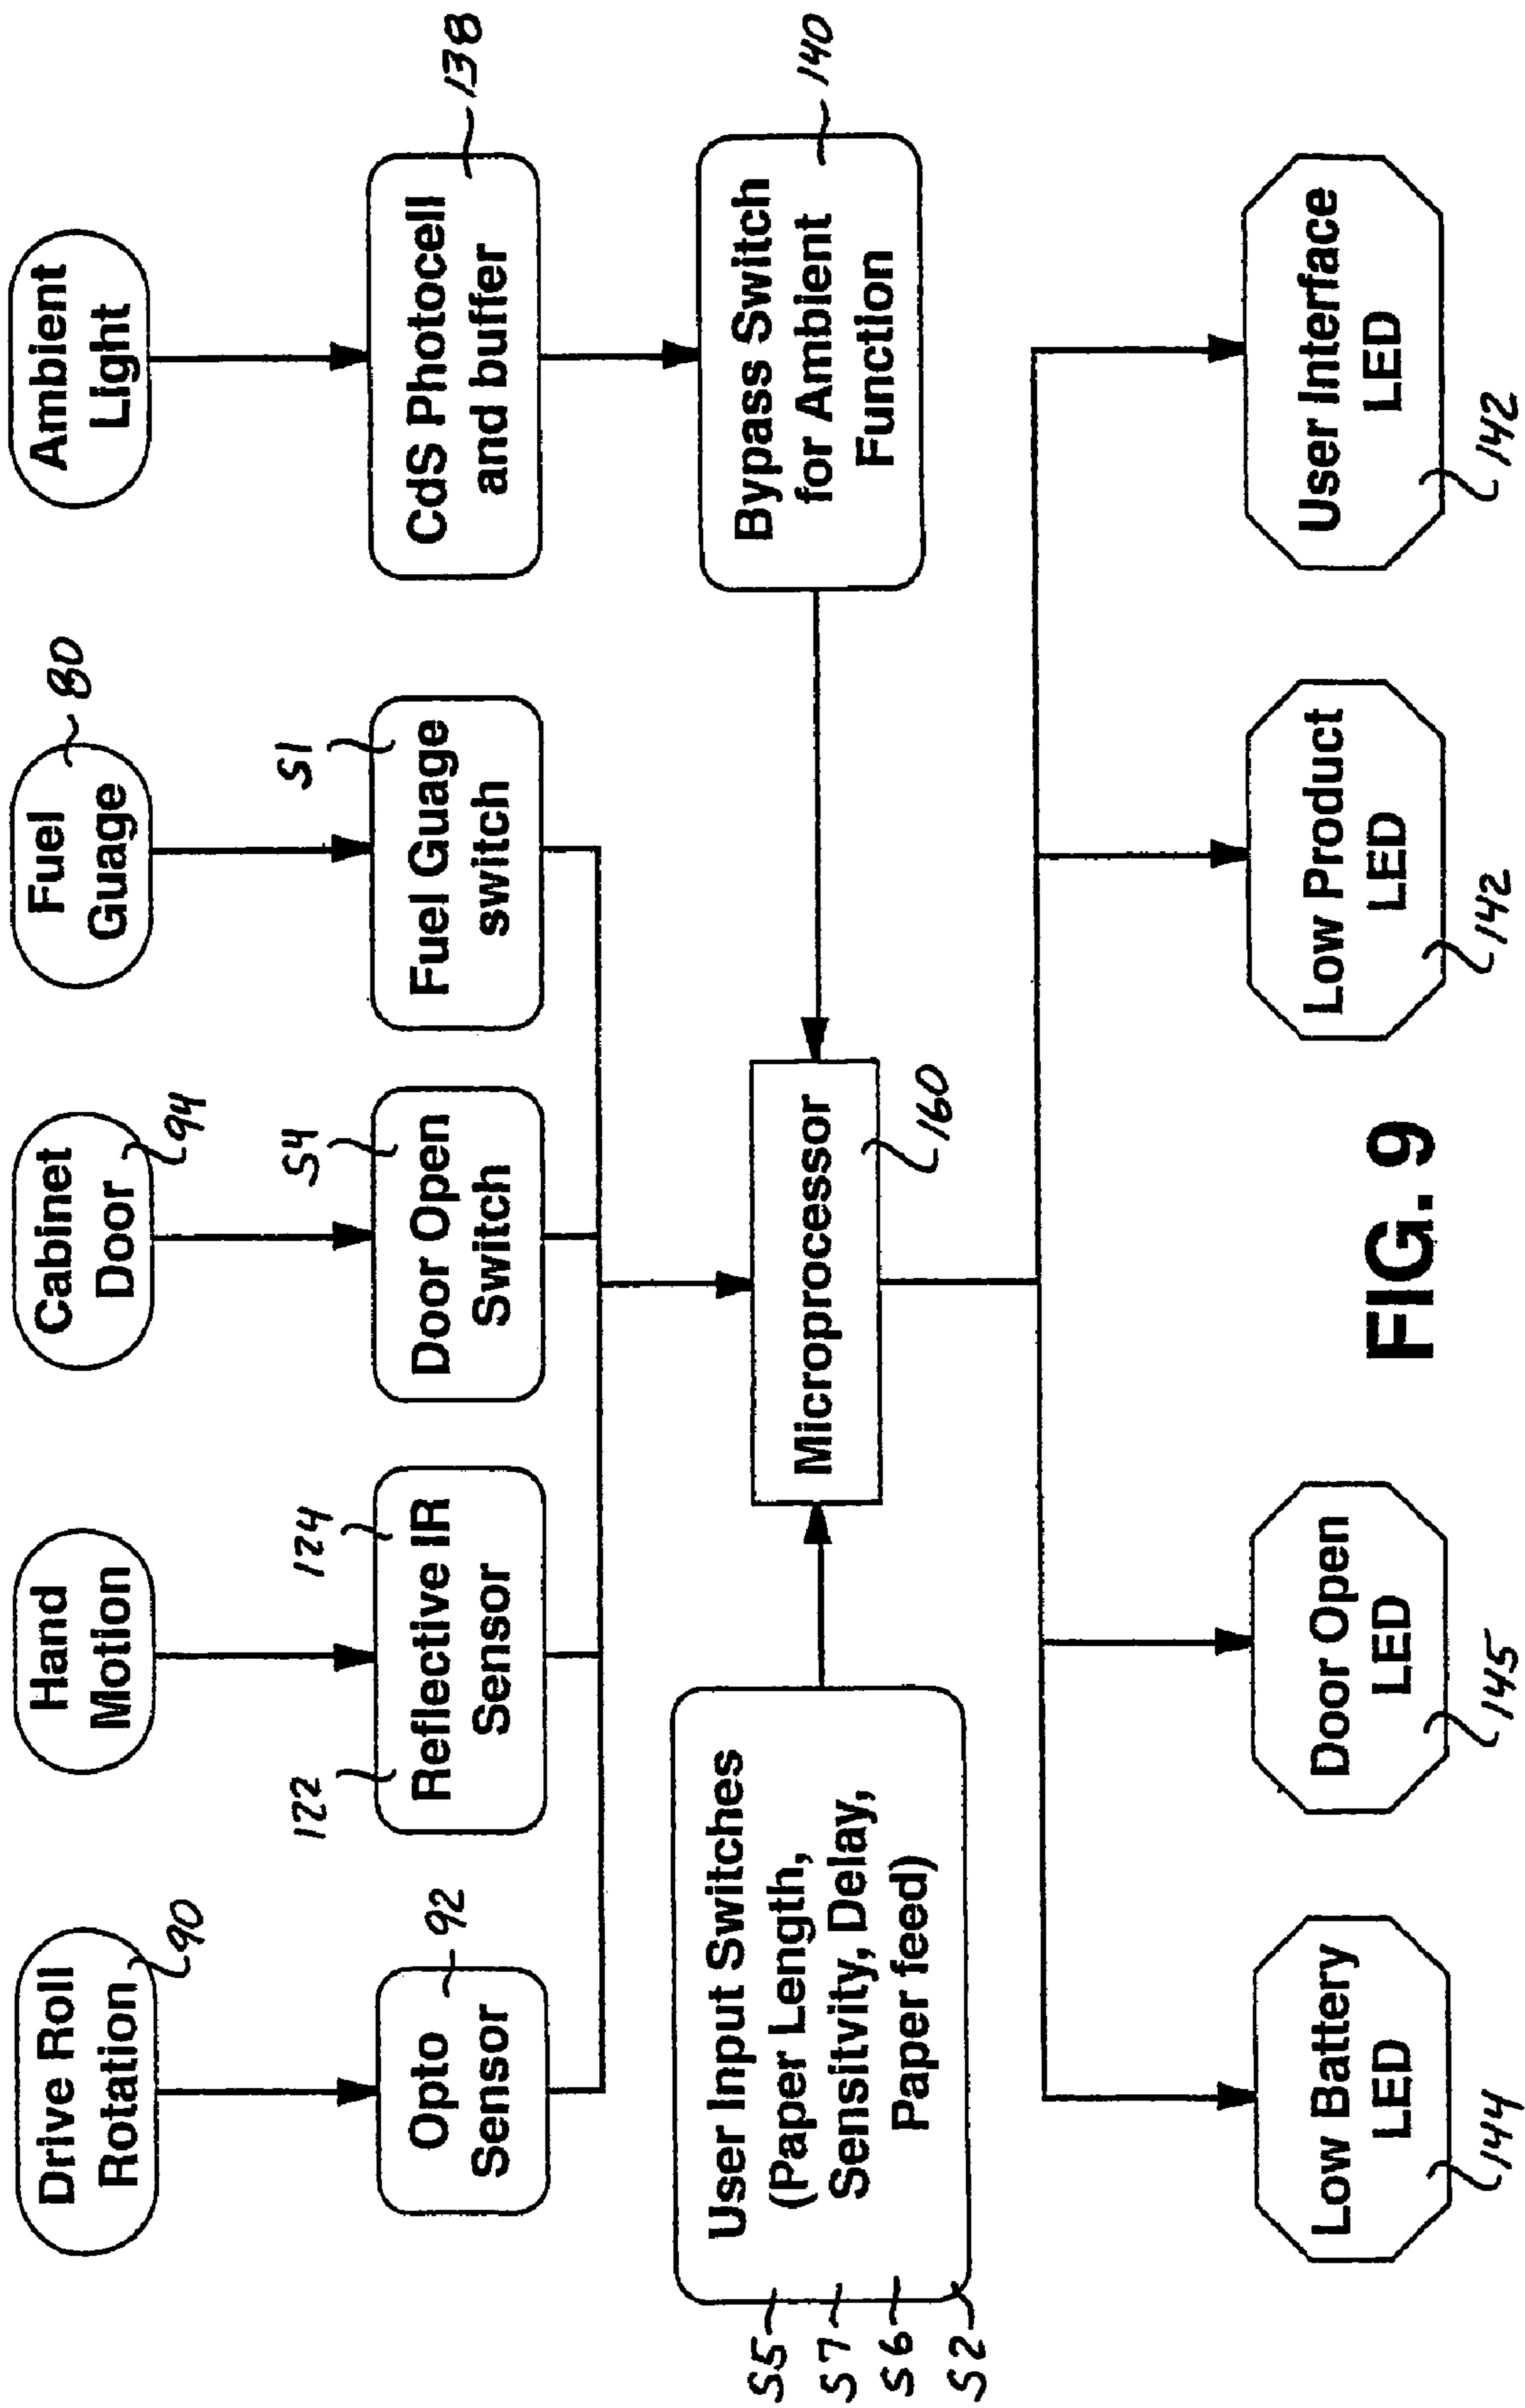 Drive Roll
Rotation
90
Hand
Motion
Cabinet
Door
94
Fuel
Guage
80
Ambient
Light
Opto
Sensor
92
122
124
Reflective IR
Sensor
S4
Door Open
Switch
S1
Fuel Guage
switch
CdS Photocell
and buffer
138
User Input Switches
(Paper Length,
Sensitvity, Delay,
Paper feed)
S5
S7
S6
S2
Microprocessor
160
Bypass Switch
for Ambient
Function
140
Low Battery
LED
144
Door Open
LED
145
Low Product
LED
142
User Interface
LED
142
FIG. 9